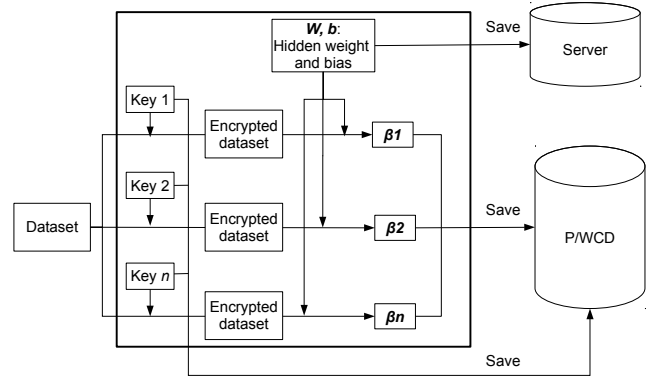 W, b:
Hidden weight
and bias
Save
Server
Key 1
Encrypted
dataset
β1
Key 2
Dataset
Encrypted
dataset
β2
Save
P/WCD
Key n
Encrypted
dataset
βn
Save